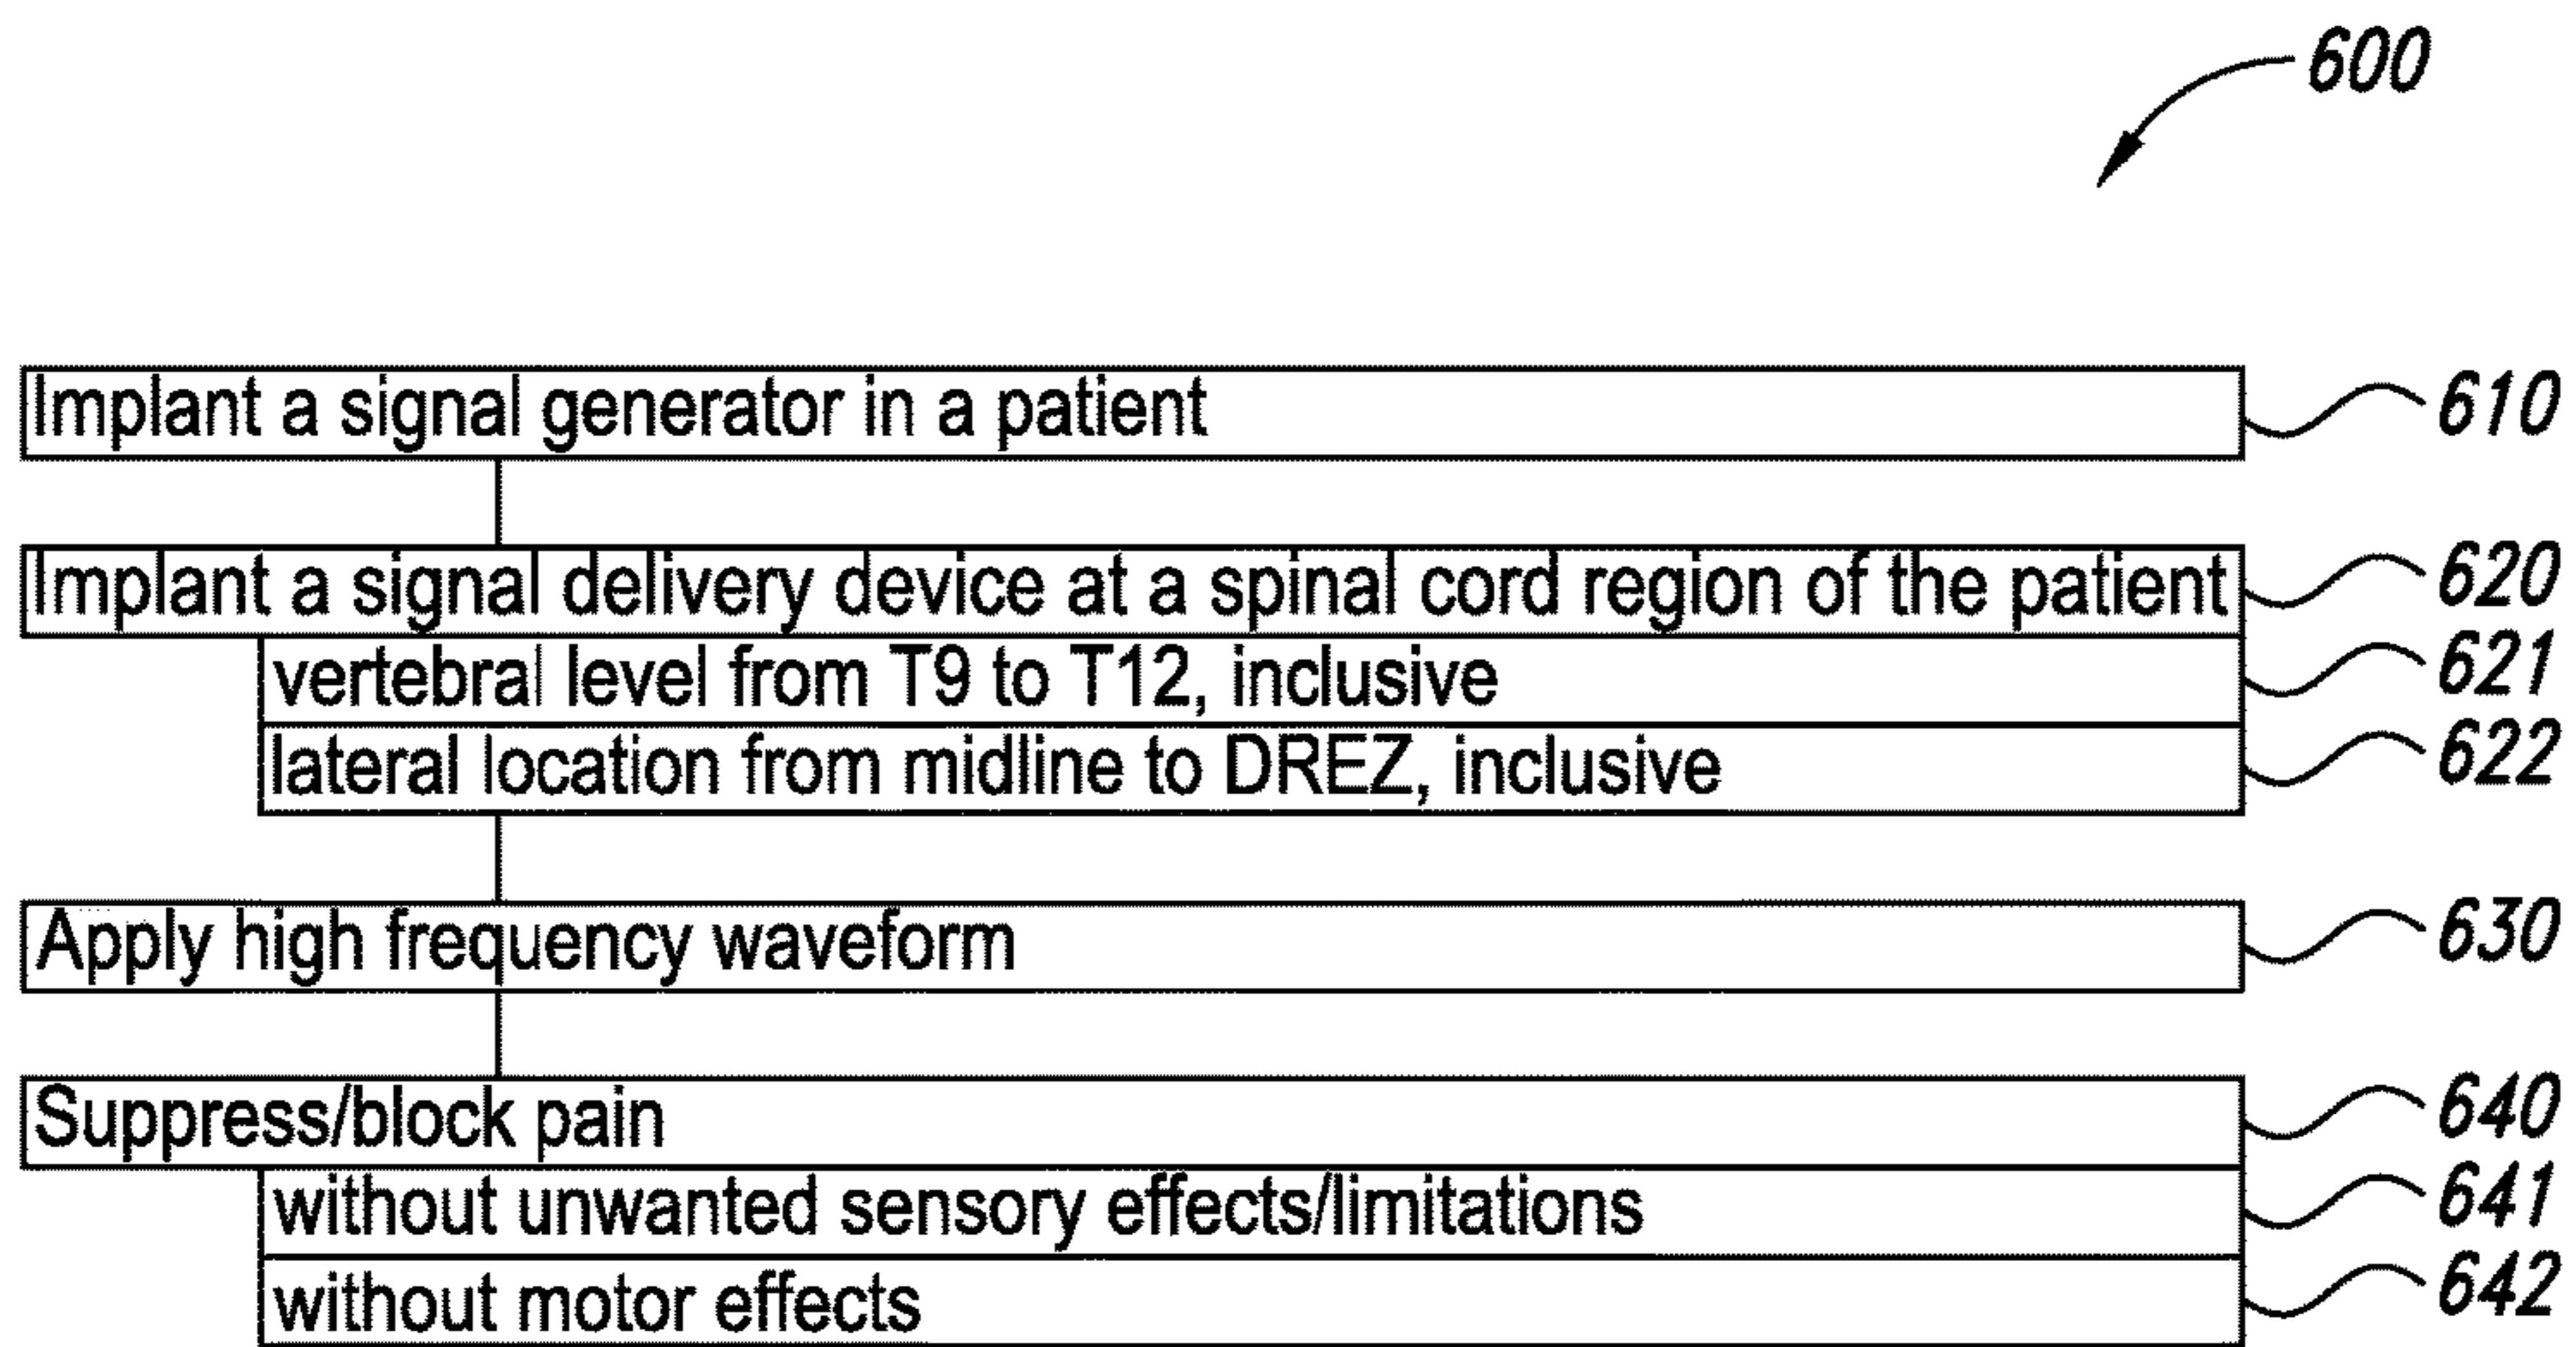 600
Implant a signal generator in a patient 610
Implant a signal delivery device at a spinal cord region of the patient 620
vertebral level from T9 to T12, inclusive 621
lateral location from midline to DREZ, inclusive 622
Apply high frequency waveform 630
Suppress/block pain 640
without unwanted sensory effects/limitations 641
without motor effects 642